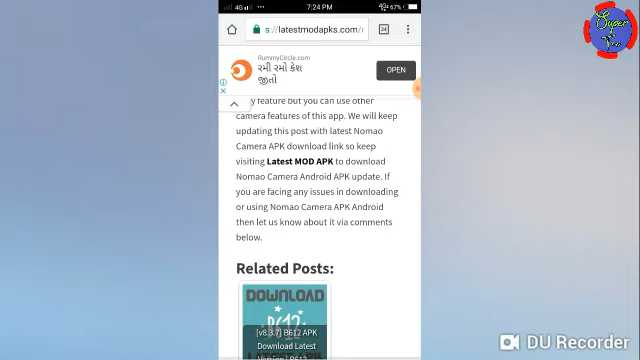 4G 7:24 PM 4G 67%
s://latestmodapks.com/
24
Super
RummyCircle.com
રમી રમો કેશ
જીતો
OPEN
feature but you can use other
camera features of this app. We will keep
updating this post with latest Nomao
Camera APK download link so keep
visiting Latest MOD APK to download
Nomao Camera Android APK update. If
you are facing any issues in downloading
or using Nomao Camera APK Android
then let us know about it via comments
below.
Related Posts:
DOWNLOAD
B612
[v8.3.7] B612 APK
Download Latest
DU Recorder